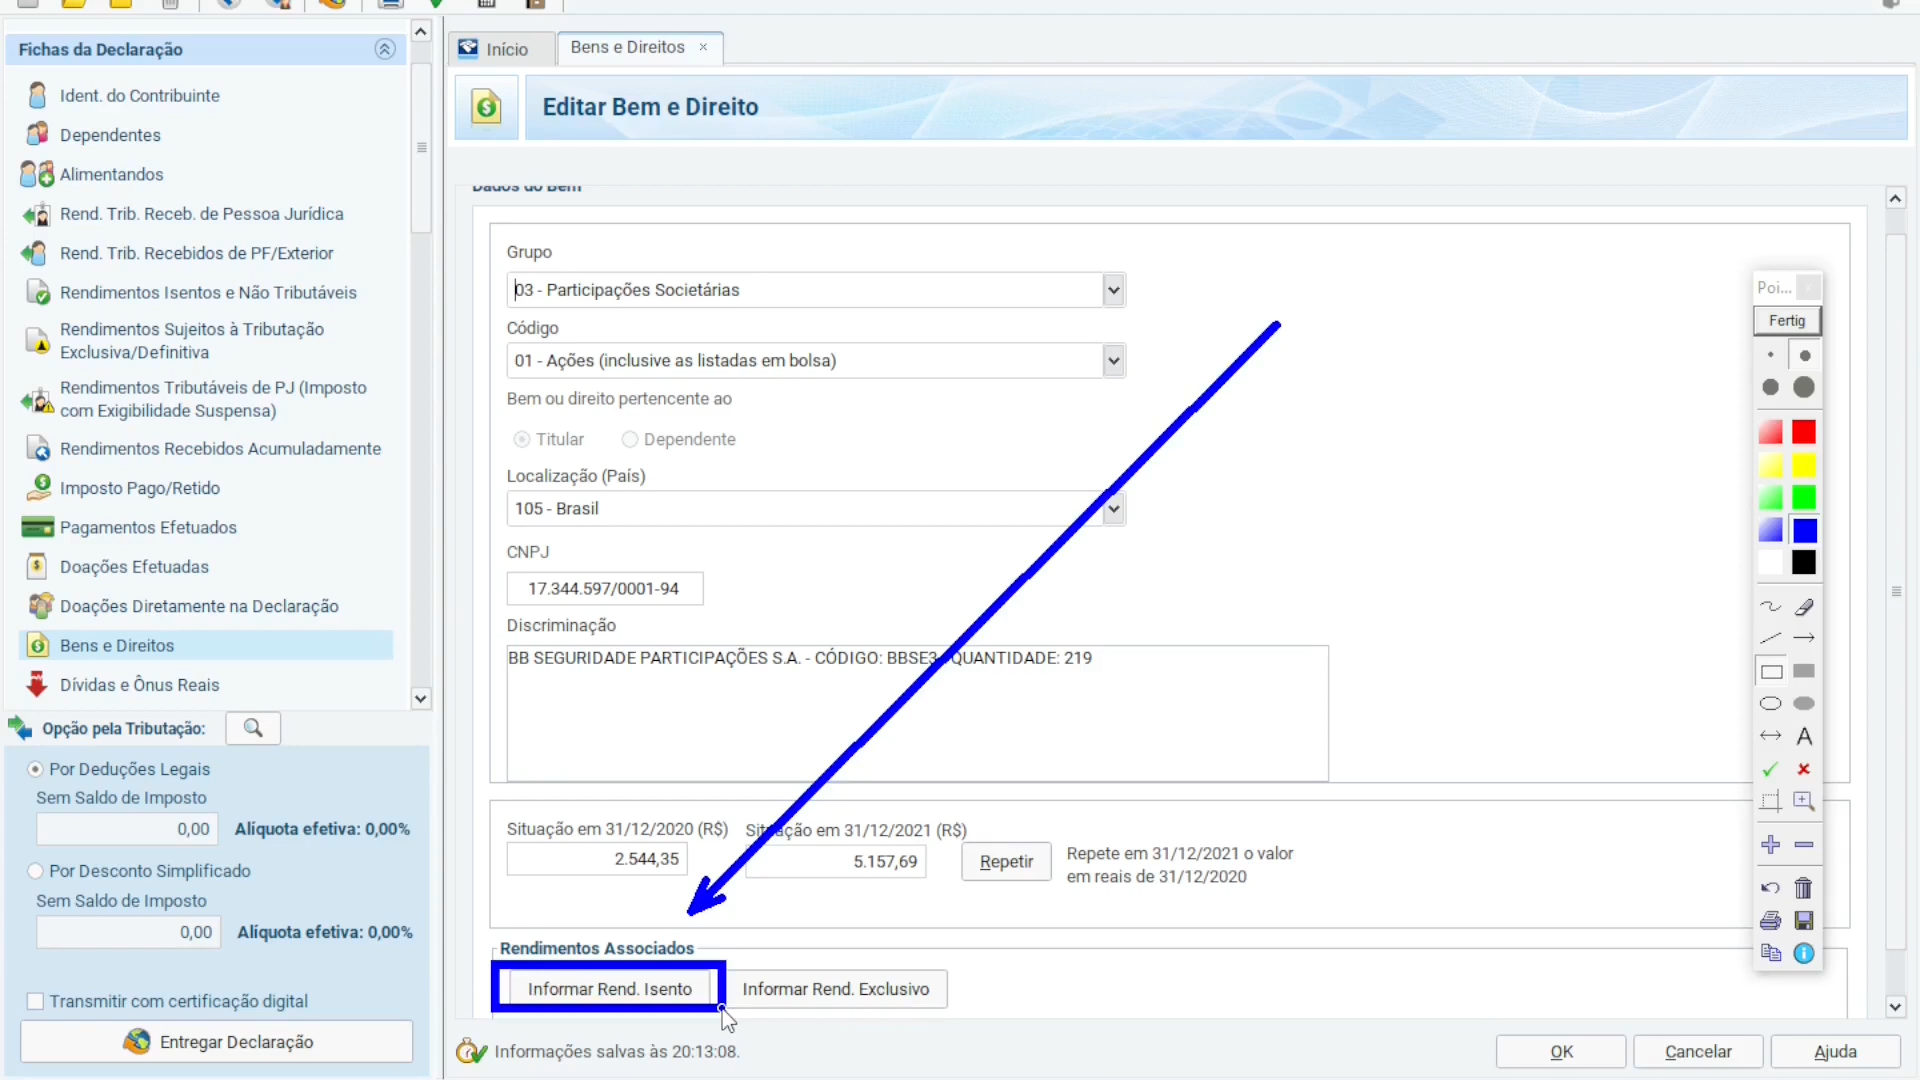 Fichas da Declaração
Ident. do Contribuinte
Dependentes
Alimentandos
Rend. Trib. Receb. de Pessoa Jurídica
Rend. Trib. Recebidos de PF/Exterior
Rendimentos Isentos e Não Tributáveis
Rendimentos Sujeitos à Tributação
Exclusiva/Definitiva
Rendimentos Tributáveis de PJ (Imposto
com Exigibilidade Suspensa)
Rendimentos Recebidos Acumuladamente
Imposto Pago/Retido
Pagamentos Efetuados
Doações Efetuadas
Doações Diretamente na Declaração
Bens e Direitos
Dívidas e Ônus Reais
Opção pela Tributação:
Por Deduções Legais
Sem Saldo de Imposto
0,00 Alíquota efetiva: 0,00%
Por Desconto Simplificado
Sem Saldo de Imposto
0,00 Alíquota efetiva: 0,00%
Transmitir com certificação digital
Entregar Declaração
Início
Bens e Direitos ×
Editar Bem e Direito
Dados do Bem
Grupo
03 - Participações Societárias
Código
01 - Ações (inclusive as listadas em bolsa)
Bem ou direito pertencente ao
Titular Dependente
Localização (País)
105 - Brasil
CNPJ
17.344.597/0001-94
Discriminação
BB SEGURIDADE PARTICIPAÇÕES S.A. - CÓDIGO: BBSE3 - QUANTIDADE: 219
Situação em 31/12/2020 (R$) Situação em 31/12/2021 (R$)
2.544,35 5.157,69 Repetir
Repete em 31/12/2021 o valor
em reais de 31/12/2020
Rendimentos Associados
Informar Rend. Isento Informar Rend. Exclusivo
Informações salvas às 20:13:08.
OK Cancelar Ajuda
Poi...
Fertig
A